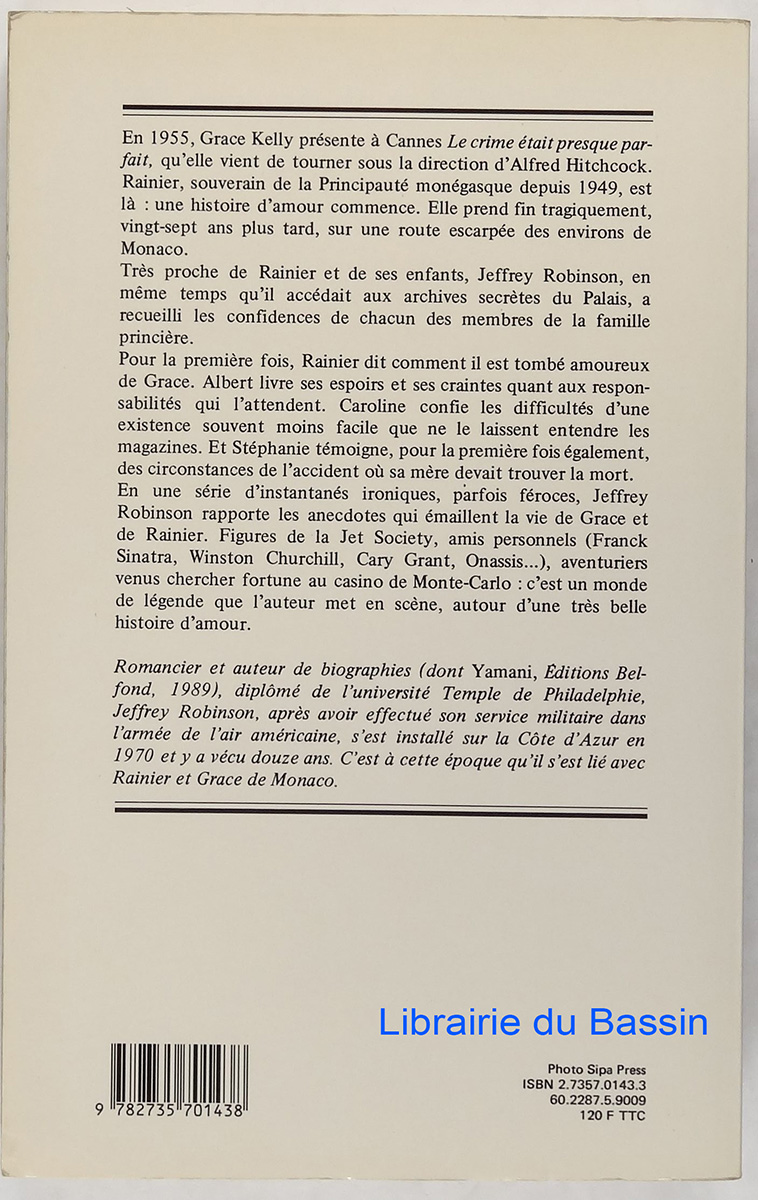 En 1955, Grace Kelly présente à Cannes Le crime était presque par-
fait, qu'elle vient de tourner sous la direction d'Alfred Hitchcock.
Rainier, souverain de la Principauté monégasque depuis 1949, est
là : une histoire d'amour commence. Elle prend fin tragiquement,
vingt-sept ans plus tard, sur une route escarpée des environs de
Monaco.
Très proche de Rainier et de ses enfants, Jeffrey Robinson, en
même temps qu'il accédait aux archives secrètes du Palais, a
recueilli les confidences de chacun des membres de la famille
princière.
Pour la première fois, Rainier dit comment il est tombé amoureux
de Grace. Albert livre ses espoirs et ses craintes quant aux respon-
sabilités qui l'attendent. Caroline confie les difficultés d'une
existence souvent moins facile que ne le laissent entendre les
magazines. Et Stéphanie témoigne, pour la première fois également,
des circonstances de l'accident où sa mère devait trouver la mort.
En une série d'instantanés ironiques, parfois féroces, Jeffrey
Robinson rapporte les anecdotes qui émaillent la vie de Grace et
de Rainier. Figures de la Jet Society, amis personnels (Franck
Sinatra, Winston Churchill, Cary Grant, Onassis...), aventuriers
venus chercher fortune au casino de Monte-Carlo : c'est un monde
de légende que l'auteur met en scène, autour d'une très belle
histoire d'amour.
Romancier et auteur de biographies (dont Yamani, Éditions Bel-
fond, 1989), diplômé de l'université Temple de Philadelphie,
Jeffrey Robinson, après avoir effectué son service militaire dans
l'armée de l'air américaine, s'est installé sur la Côte d'Azur en
1970 et y a vécu douze ans. C'est à cette époque qu'il s'est lié avec
Rainier et Grace de Monaco.
Librairie du Bassin
9 782735 701438
Photo Sipa Press
ISBN 2.7357.0143.3
60.2287.5.9009
120 F TTC